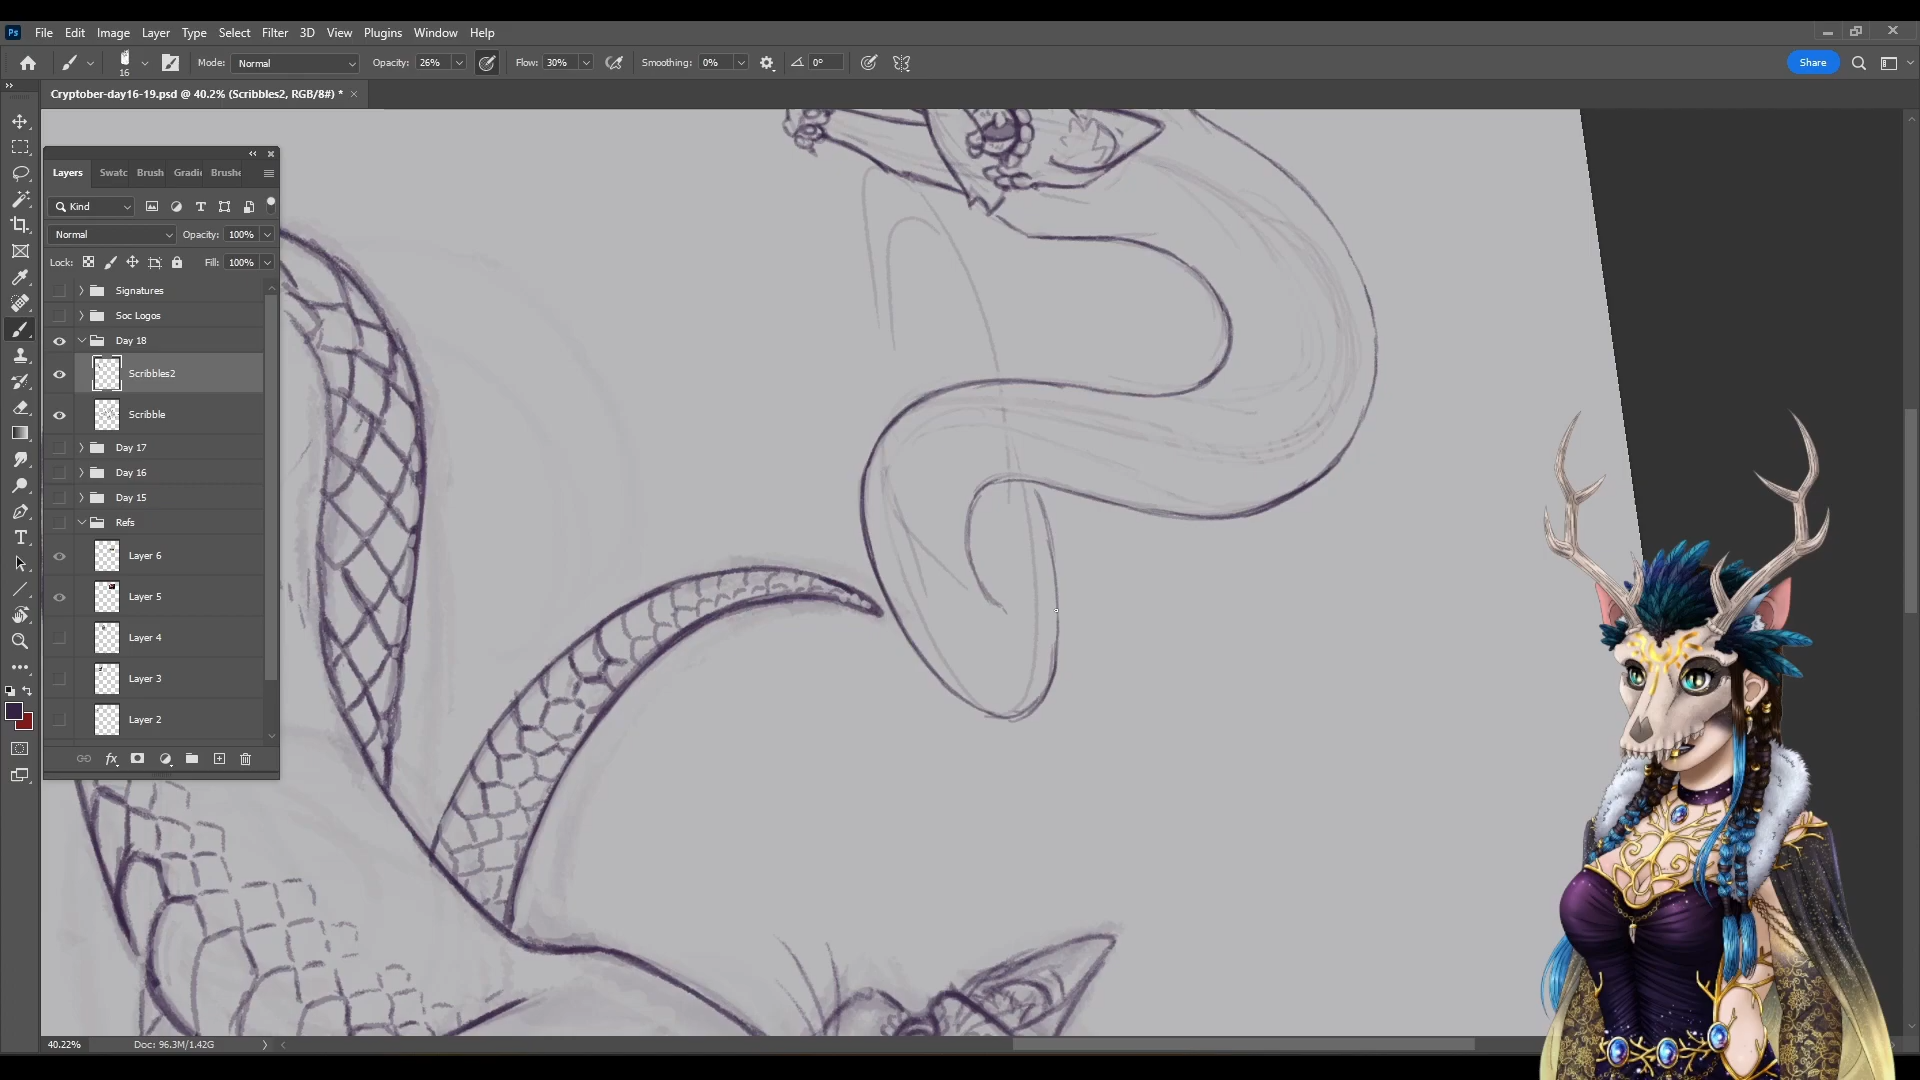 Ps File Edit Image Layer Type Select Filter 3D View Plugins Window Help
16 Mode: Normal Opacity: 26% Flow: 30% Smoothing: 0% 0° Share
Cryptober-day16-19.psd @ 40.2% (Scribbles2, RGB/8#) *
Layers Swatc Brush Gradi Brushe
Kind
Normal Opacity: 100%
Lock: Fill: 100%
Signatures
Soc Logos
Day 18
Scribbles2
Scribble
Day 17
Day 16
Day 15
Refs
Layer 6
Layer 5
Layer 4
Layer 3
Layer 2
fx
40.22% Doc: 96.3M/1.42G